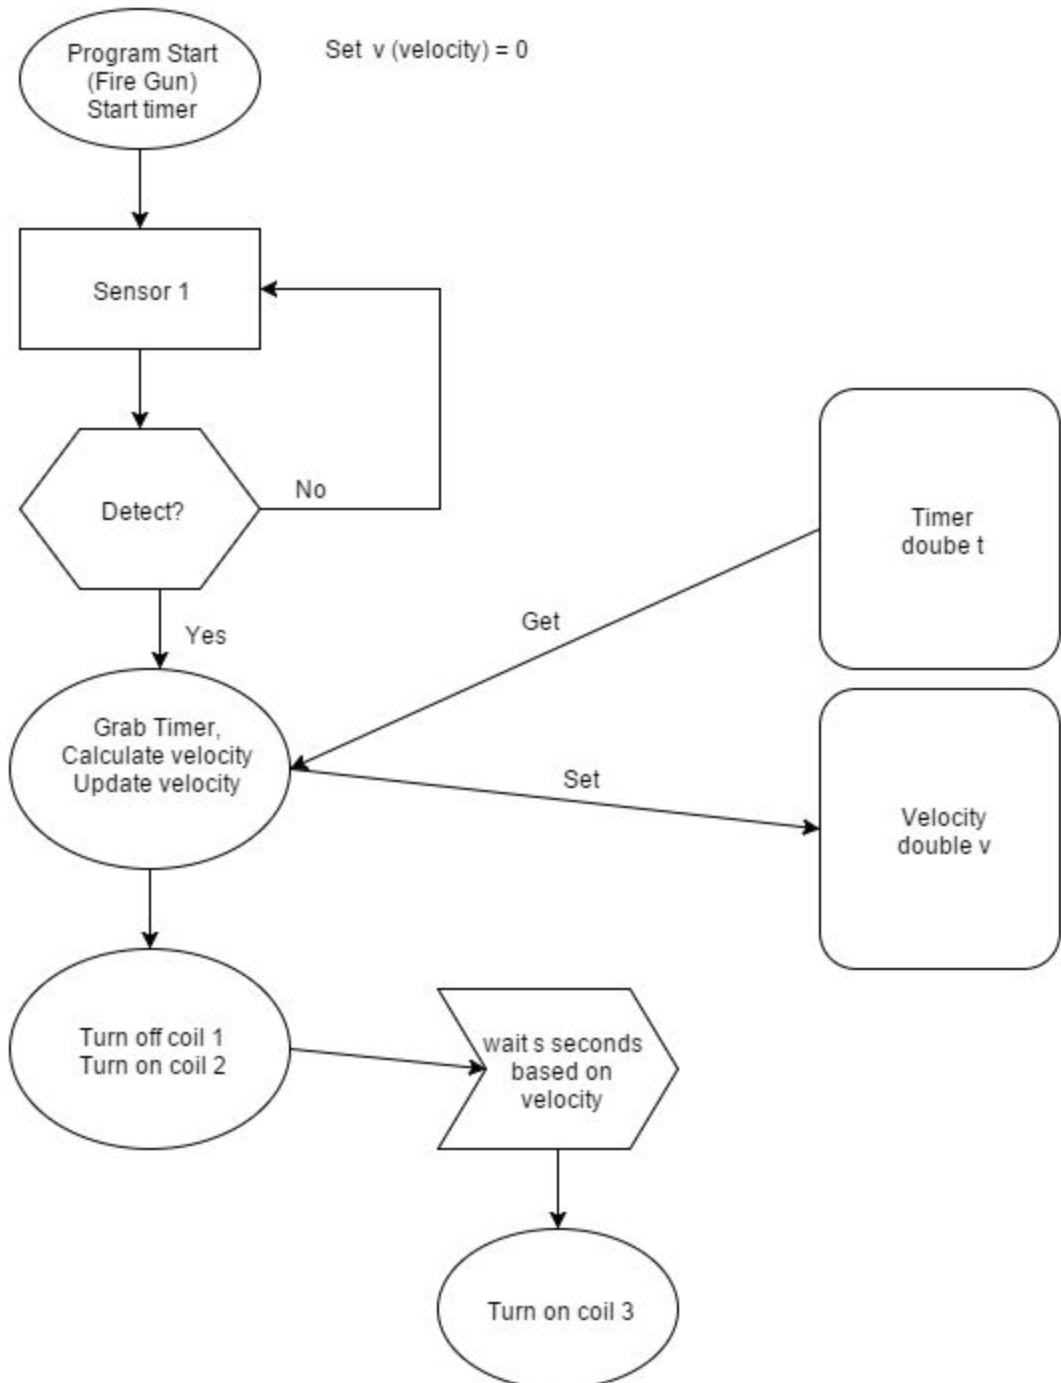 Program Start
(Fire Gun)
Start timer
Set v (velocity) = 0
Sensor 1
Detect?
No
Yes
Timer
doube t
Get
Grab Timer,
Calculate velocity
Update velocity
Set
Velocity
double v
Turn off coil 1
Turn on coil 2
wait s seconds
based on
velocity
Turn on coil 3